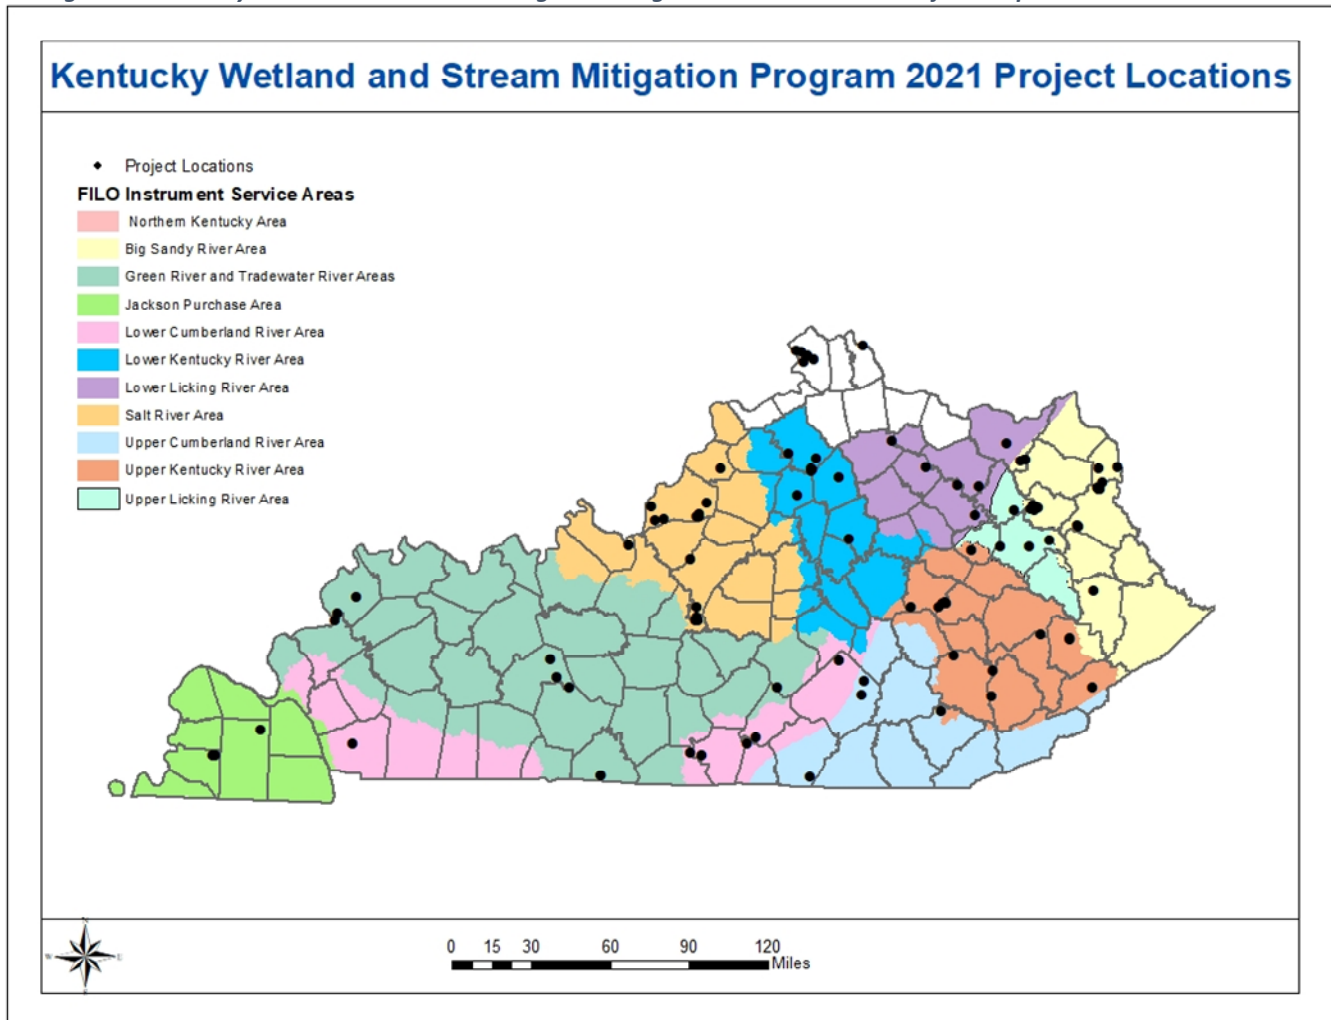 Kentucky Wetland and Stream Mitigation Program 2021 Project Locations
Project Locations
FILO Instrument Service Areas
Northern Kentucky Area
Big Sandy River Area
Green River and Tradewater River Areas
Jackson Purchase Area
Lower Cumberland River Area
Lower Kentucky River Area
Lower Licking River Area
Salt River Area
Upper Cumberland River Area
Upper Kentucky River Area
Upper Licking River Area
N
W
0 15 30 60 90 120
Miles